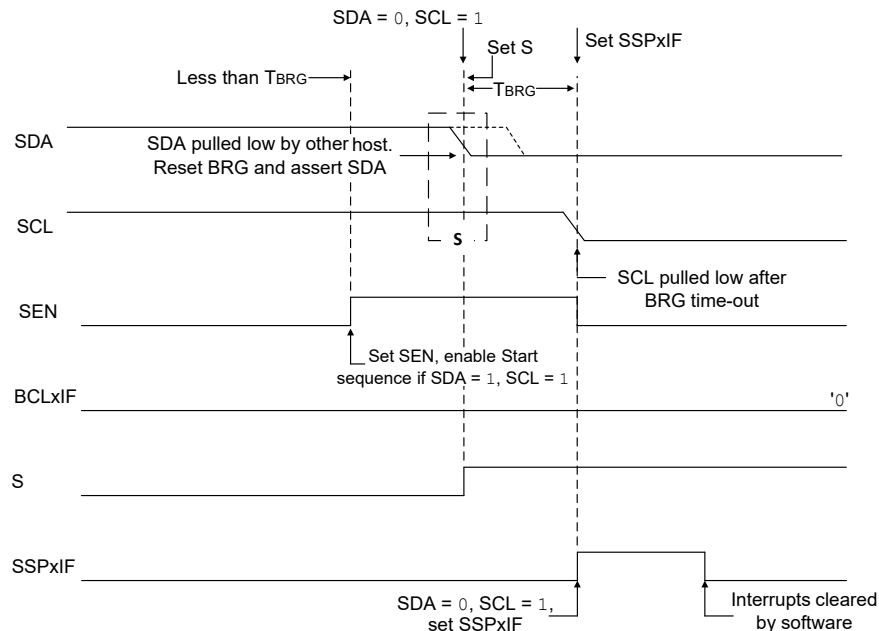 SDA = 0, SCL = 1
Set S
Set SSPxIF
Less than TBRG
TBRG
SDA
SDA pulled low by other host.
Reset BRG and assert SDA
SCL
S
SCL pulled low after
BRG time-out
SEN
Set SEN, enable Start
sequence if SDA = 1, SCL = 1
BCLxIF
'0'
S
SSPxIF
SDA = 0, SCL = 1,
set SSPxIF
Interrupts cleared
by software